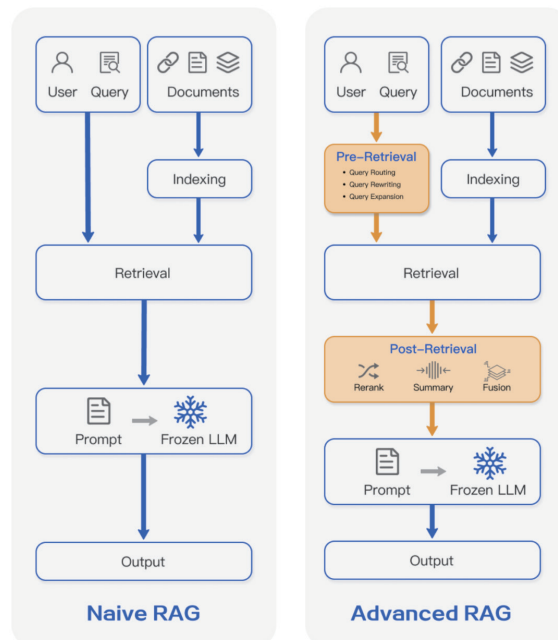 User Query
Documents
Indexing
Retrieval
Prompt
Frozen LLM
Output
Naive RAG
User Query
Documents
Pre-Retrieval
• Query Routing
• Query Rewriting
• Query Expansion
Indexing
Retrieval
Post-Retrieval
Rerank
Summary
Fusion
Prompt
Frozen LLM
Output
Advanced RAG